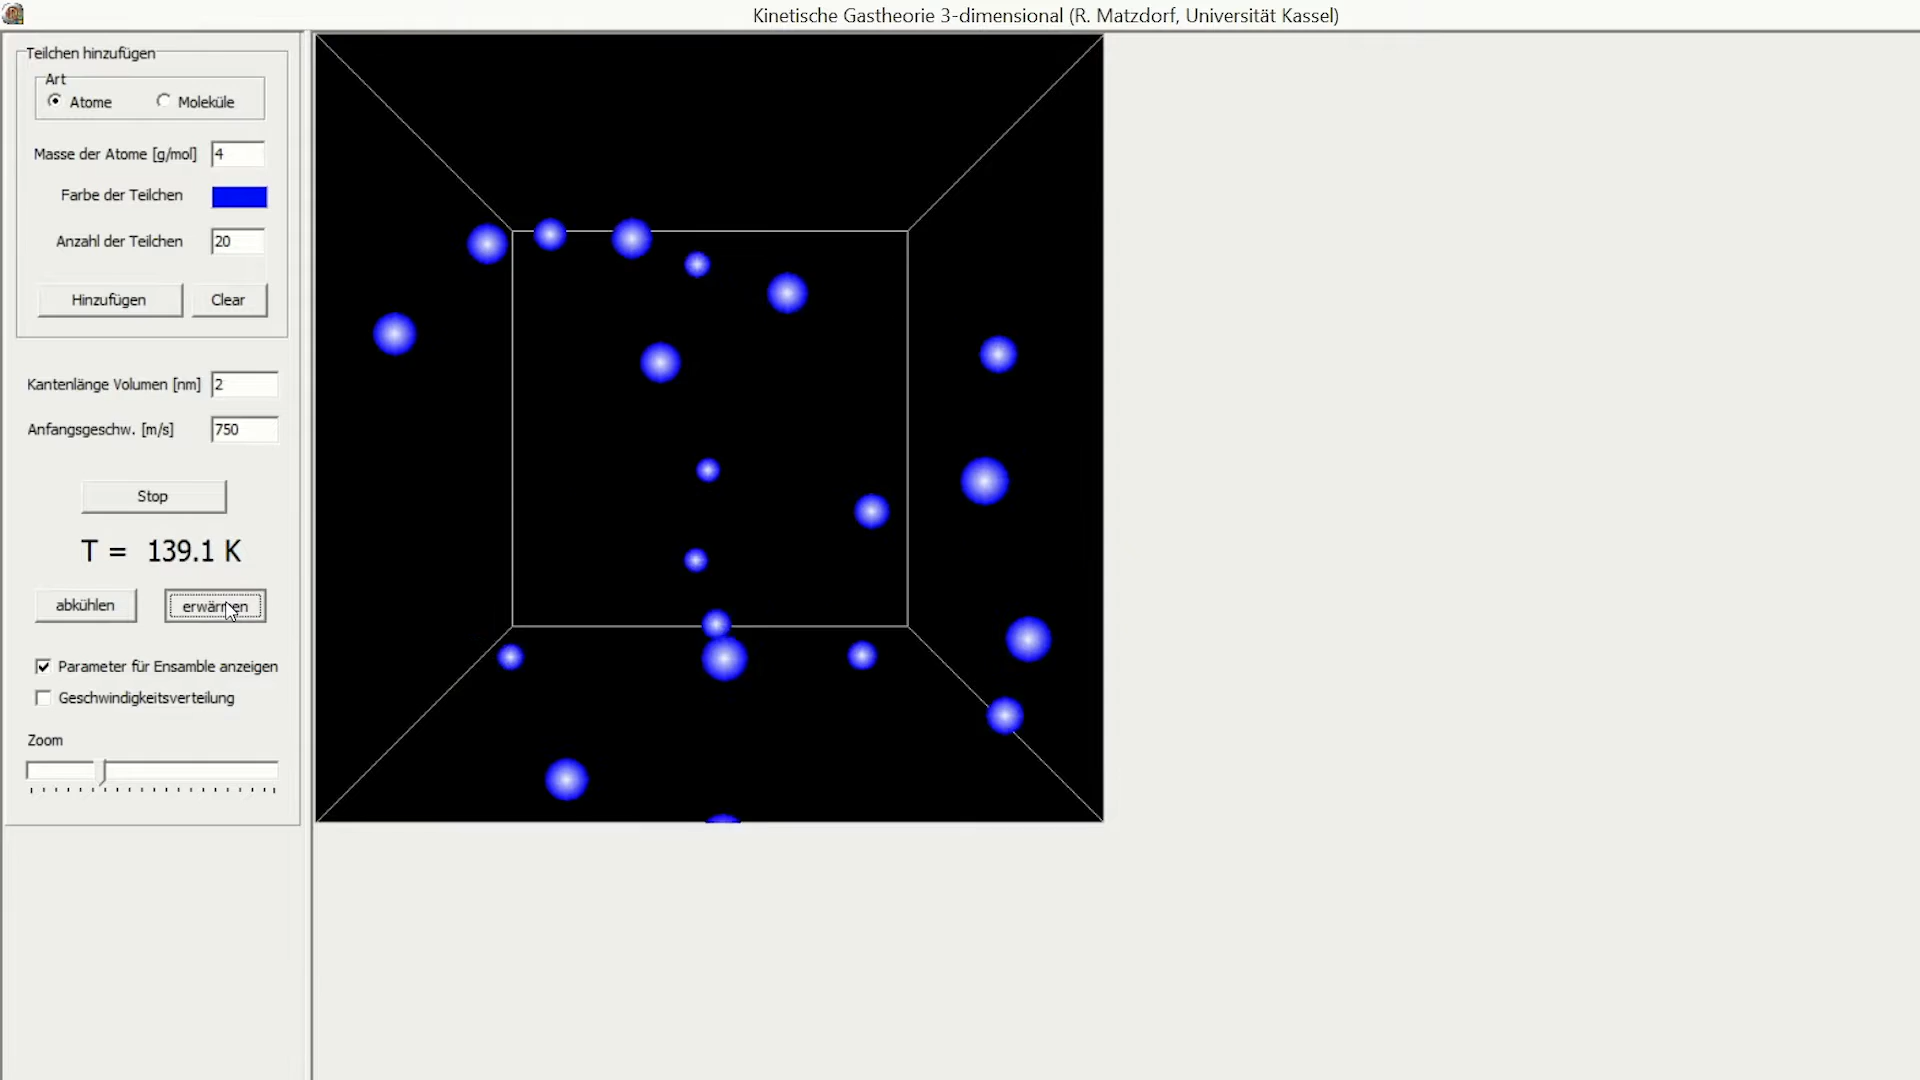 Kinetische Gastheorie 3-dimensional (R. Matzdorf, Universität Kassel)
Teilchen hinzufügen
Art
Atome Moleküle
Masse der Atome [g/mol] 4
Farbe der Teilchen
Anzahl der Teilchen 20
Hinzufügen Clear
Kantenlänge Volumen [nm] 2
Anfangsgeschw. [m/s] 750
Stop
T = 139.1 K
abkühlen erwärmen
Parameter für Ensamble anzeigen
Geschwindigkeitsverteilung
Zoom